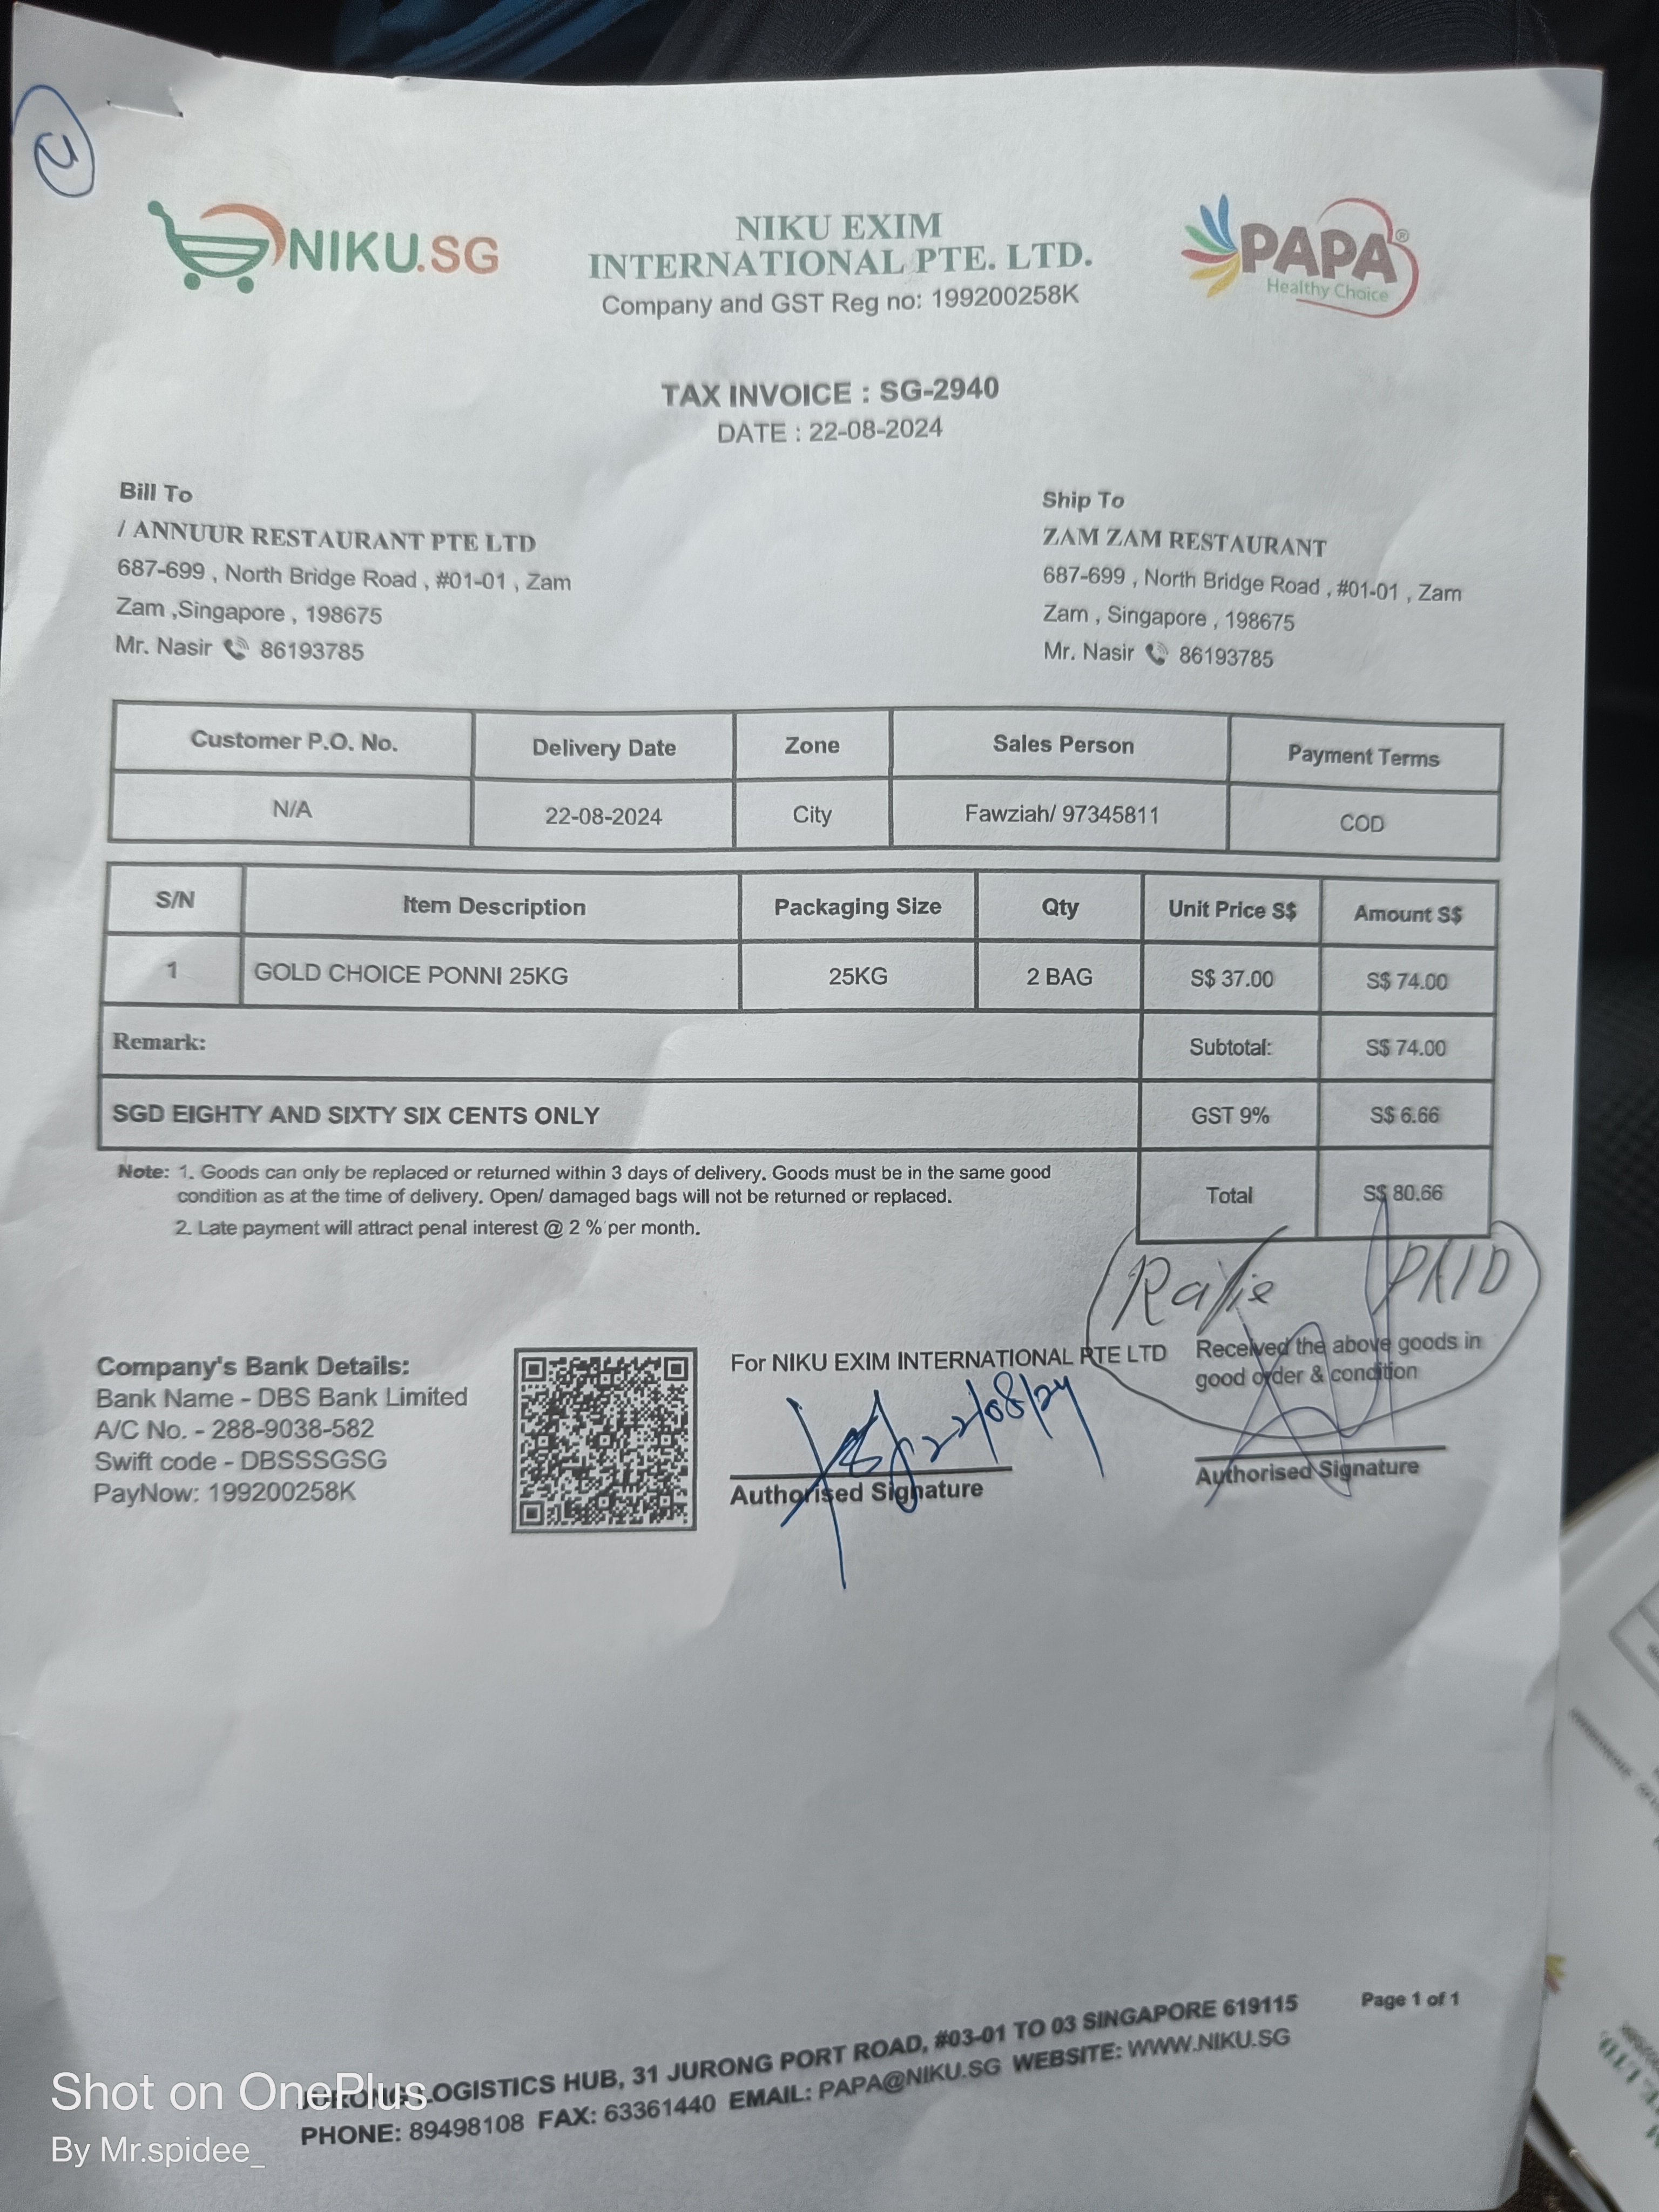 NIKU.SG
NIKU EXIM
INTERNATIONAL PTE. LTD.
Company and GST Reg no: 199200258K
PAPA®
Healthy Choice
TAX INVOICE : SG-2940
DATE : 22-08-2024
Bill To
/ ANNUUR RESTAURANT PTE LTD
687-699 , North Bridge Road , #01-01 , Zam
Zam ,Singapore , 198675
Mr. Nasir 86193785
Ship To
ZAM ZAM RESTAURANT
687-699 , North Bridge Road , #01-01 , Zam
Zam , Singapore , 198675
Mr. Nasir 86193785
Customer P.O. No. Delivery Date Zone Sales Person Payment Terms
N/A 22-08-2024 City Fawziah/ 97345811 COD
S/N Item Description Packaging Size Qty Unit Price S$ Amount S$
1 GOLD CHOICE PONNI 25KG 25KG 2 BAG S$ 37.00 S$ 74.00
Remark: Subtotal: S$ 74.00
SGD EIGHTY AND SIXTY SIX CENTS ONLY GST 9% S$ 6.66
Total S$ 80.66
Note: 1. Goods can only be replaced or returned within 3 days of delivery. Goods must be in the same good
condition as at the time of delivery. Open/ damaged bags will not be returned or replaced.
2. Late payment will attract penal interest @ 2 % per month.
PAID
Company's Bank Details:
Bank Name - DBS Bank Limited
A/C No. - 288-9038-582
Swift code - DBSSSGSG
PayNow: 199200258K
For NIKU EXIM INTERNATIONAL PTE LTD
22/08/24
Authorised Signature
Received the above goods in
good order & condition
Authorised Signature
Page 1 of 1
JURONG LOGISTICS HUB, 31 JURONG PORT ROAD, #03-01 TO 03 SINGAPORE 619115
PHONE: 89498108 FAX: 63361440 EMAIL: PAPA@NIKU.SG WEBSITE: WWW.NIKU.SG
Shot on OnePlus
By Mr.spidee_